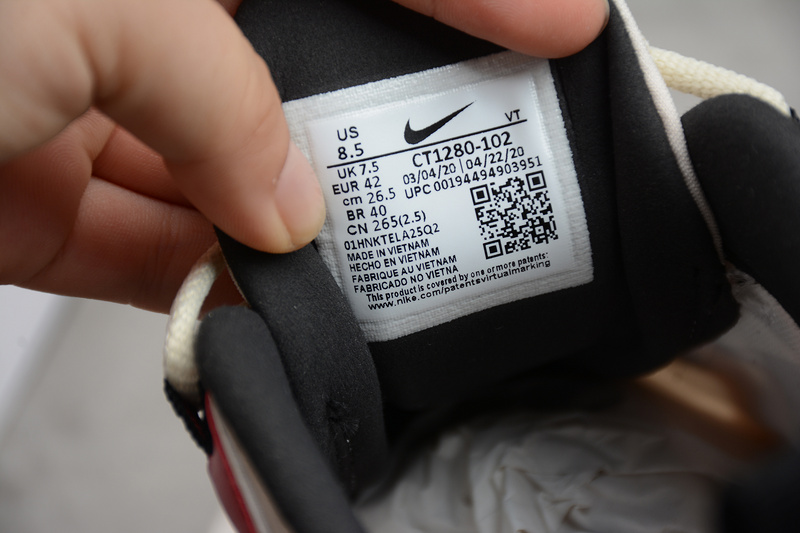 US
8.5
VT
UK 7.5
CT1280-102
EUR 42
03/04/20 | 04/22/20
cm 26.5
UPC 00194494903951
BR 40
CN 265(2.5)
01HNKTELA25Q2
MADE IN VIETNAM
HECHO EN VIETNAM
FABRIQUE AU VIETNAM
FABRICADO NO VIETNA
This product is covered by one or more patents:
www.nike.com/patentsvirtualmarking